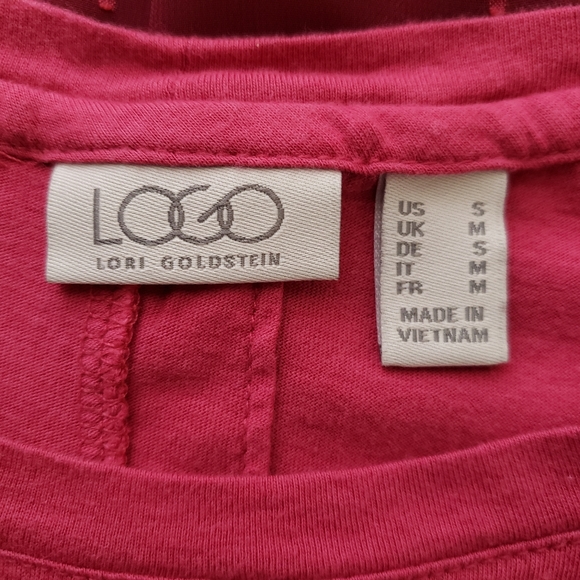 LOGO
LORI GOLDSTEIN
US S
UK M
DE S
IT M
FR M
MADE IN
VIETNAM